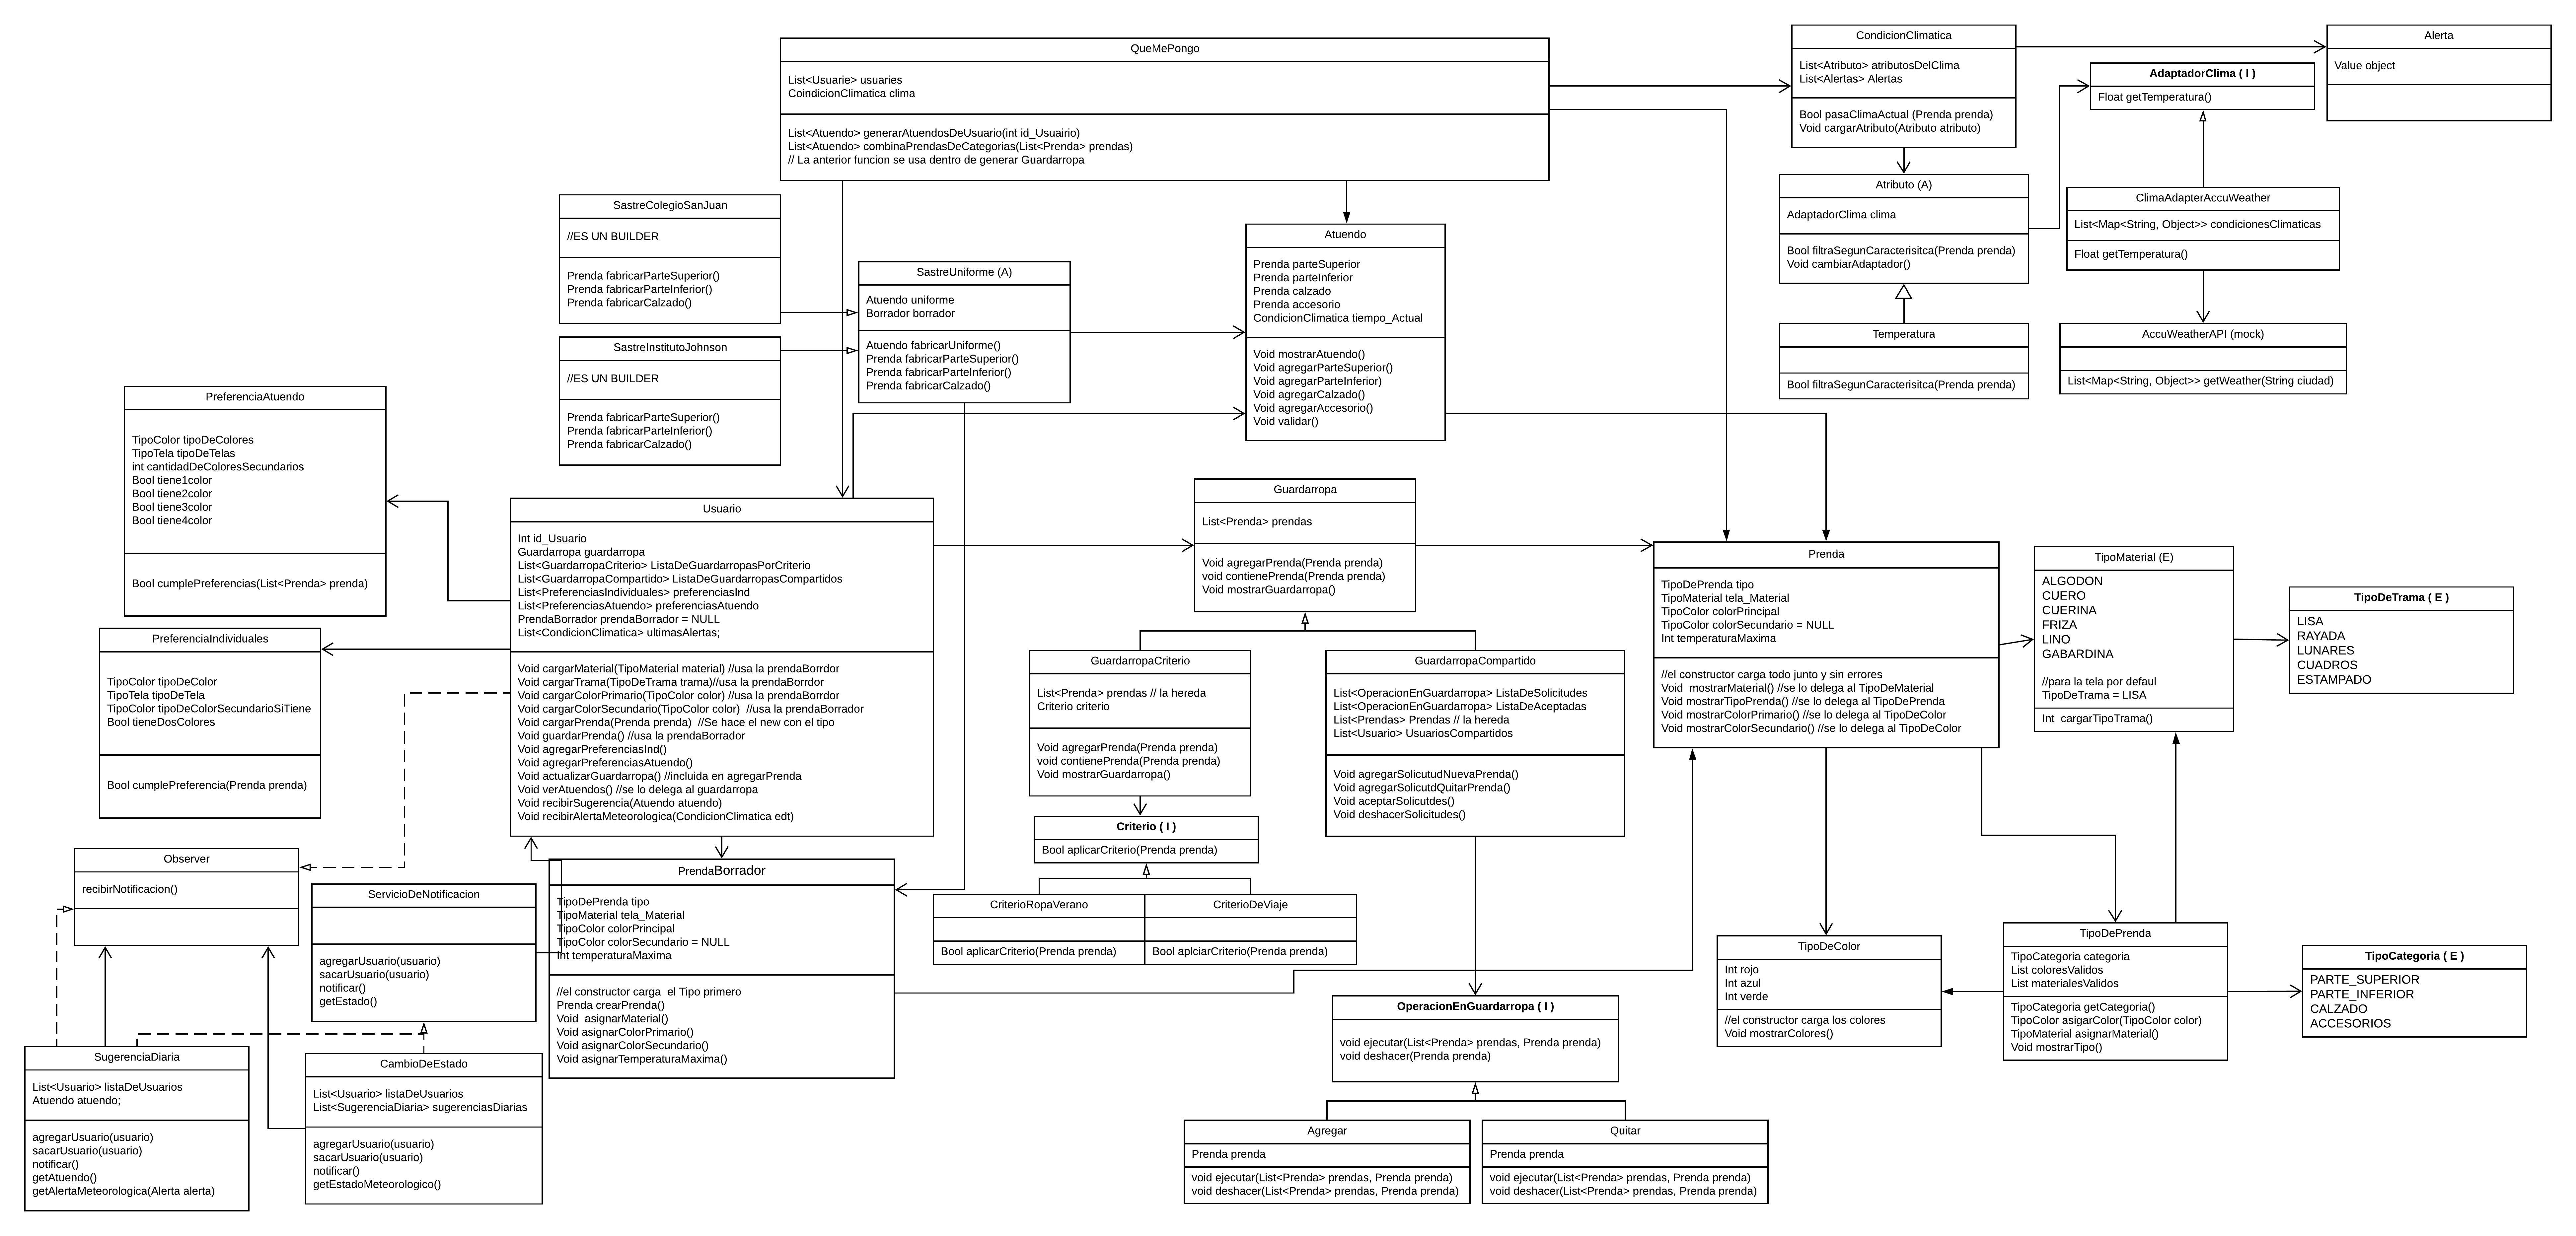 QueMePongo
List<Usuarie> usuaries
CoindicionClimatica clima
List<Atuendo> generarAtuendosDeUsuario(int id_Usuairio)
List<Atuendo> combinaPrendasDeCategorias(List<Prenda> prendas)
// La anterior funcion se usa dentro de generar Guardarropa
CondicionClimatica
List<Atributo> atributosDelClima
List<Alertas> Alertas
Bool pasaClimaActual (Prenda prenda)
Void cargarAtributo(Atributo atributo)
Alerta
Value object
AdaptadorClima ( I )
Float getTemperatura()
Atributo (A)
AdaptadorClima clima
Bool filtraSegunCaracterisitca(Prenda prenda)
Void cambiarAdaptador()
ClimaAdapterAccuWeather
List<Map<String, Object>> condicionesClimaticas
Float getTemperatura()
Temperatura
Bool filtraSegunCaracterisitca(Prenda prenda)
AccuWeatherAPI (mock)
List<Map<String, Object>> getWeather(String ciudad)
SastreColegioSanJuan
//ES UN BUILDER
Prenda fabricarParteSuperior()
Prenda fabricarParteInferior()
Prenda fabricarCalzado()
SastreInstitutoJohnson
//ES UN BUILDER
Prenda fabricarParteSuperior()
Prenda fabricarParteInferior()
Prenda fabricarCalzado()
SastreUniforme (A)
Atuendo uniforme
Borrador borrador
Atuendo fabricarUniforme()
Prenda fabricarParteSuperior()
Prenda fabricarParteInferior()
Prenda fabricarCalzado()
Atuendo
Prenda parteSuperior
Prenda parteInferior
Prenda calzado
Prenda accesorio
CondicionClimatica tiempo_Actual
Void mostrarAtuendo()
Void agregarParteSuperior()
Void agregarParteInferior)
Void agregarCalzado()
Void agregarAccesorio()
Void validar()
PreferenciaAtuendo
TipoColor tipoDeColores
TipoTela tipoDeTelas
int cantidadDeColoresSecundarios
Bool tiene1color
Bool tiene2color
Bool tiene3color
Bool tiene4color
Bool cumplePreferencias(List<Prenda> prenda)
PreferenciaIndividuales
TipoColor tipoDeColor
TipoTela tipoDeTela
TipoColor tipoDeColorSecundarioSiTiene
Bool tieneDosColores
Bool cumplePreferencia(Prenda prenda)
Usuario
Int id_Usuario
Guardarropa guardarropa
List<GuardarropaCriterio> ListaDeGuardarropasPorCriterio
List<GuardarropaCompartido> ListaDeGuardarropasCompartidos
List<PreferenciasIndividuales> preferenciasInd
List<PreferenciasAtuendo> preferenciasAtuendo
PrendaBorrador prendaBorrador = NULL
List<CondicionClimatica> ultimasAlertas;
Void cargarMaterial(TipoMaterial material) //usa la prendaBorrdor
Void cargarTrama(TipoDeTrama trama)//usa la prendaBorrdor
Void cargarColorPrimario(TipoColor color) //usa la prendaBorrdor
Void cargarColorSecundario(TipoColor color)  //usa la prendaBorrador
Void cargarPrenda(Prenda prenda)  //Se hace el new con el tipo
Void guardarPrenda() //usa la prendaBorrador
Void agregarPreferenciasInd()
Void agregarPreferenciasAtuendo()
Void actualizarGuardarropa() //incluida en agregarPrenda
Void verAtuendos() //se lo delega al guardarropa
Void recibirSugerencia(Atuendo atuendo)
Void recibirAlertaMeteorologica(CondicionClimatica edt)
Guardarropa
List<Prenda> prendas
Void agregarPrenda(Prenda prenda)
void contienePrenda(Prenda prenda)
Void mostrarGuardarropa()
GuardarropaCriterio
List<Prenda> prendas // la hereda
Criterio criterio
Void agregarPrenda(Prenda prenda)
void contienePrenda(Prenda prenda)
Void mostrarGuardarropa()
GuardarropaCompartido
List<OperacionEnGuardarropa> ListaDeSolicitudes
List<OperacionEnGuardarropa> ListaDeAceptadas
List<Prendas> Prendas // la hereda
List<Usuario> UsuariosCompartidos
Void agregarSolicutudNuevaPrenda()
Void agregarSolicutdQuitarPrenda()
Void aceptarSolicutdes()
Void deshacerSolicitudes()
Prenda
TipoDePrenda tipo
TipoMaterial tela_Material
TipoColor colorPrincipal
TipoColor colorSecundario = NULL
Int temperaturaMaxima
//el constructor carga todo junto y sin errores
Void  mostrarMaterial() //se lo delega al TipoDeMaterial
Void mostrarTipoPrenda() //se lo delega al TipoDePrenda
Void mostrarColorPrimario() //se lo delega al TipoDeColor
Void mostrarColorSecundario() //se lo delega al TipoDeColor
TipoMaterial (E)
ALGODON
CUERO
CUERINA
FRIZA
LINO
GABARDINA
//para la tela por defaul
TipoDeTrama = LISA
Int  cargarTipoTrama()
TipoDeTrama ( E )
LISA
RAYADA
LUNARES
CUADROS
ESTAMPADO
Criterio ( I )
Bool aplicarCriterio(Prenda prenda)
CriterioRopaVerano
Bool aplicarCriterio(Prenda prenda)
CriterioDeViaje
Bool aplciarCriterio(Prenda prenda)
Observer
recibirNotificacion()
ServicioDeNotificacion
agregarUsuario(usuario)
sacarUsuario(usuario)
notificar()
getEstado()
PrendaBorrador
TipoDePrenda tipo
TipoMaterial tela_Material
TipoColor colorPrincipal
TipoColor colorSecundario = NULL
Int temperaturaMaxima
//el constructor carga  el Tipo primero
Prenda crearPrenda()
Void  asignarMaterial()
Void asignarColorPrimario()
Void asignarColorSecundario()
Void asignarTemperaturaMaxima()
SugerenciaDiaria
List<Usuario> listaDeUsuarios
Atuendo atuendo;
agregarUsuario(usuario)
sacarUsuario(usuario)
notificar()
getAtuendo()
getAlertaMeteorologica(Alerta alerta)
CambioDeEstado
List<Usuario> listaDeUsuarios
List<SugerenciaDiaria> sugerenciasDiarias
agregarUsuario(usuario)
sacarUsuario(usuario)
notificar()
getEstadoMeteorologico()
OperacionEnGuardarropa ( I )
void ejecutar(List<Prenda> prendas, Prenda prenda)
void deshacer(Prenda prenda)
Agregar
Prenda prenda
void ejecutar(List<Prenda> prendas, Prenda prenda)
void deshacer(List<Prenda> prendas, Prenda prenda)
Quitar
Prenda prenda
void ejecutar(List<Prenda> prendas, Prenda prenda)
void deshacer(List<Prenda> prendas, Prenda prenda)
TipoDeColor
Int rojo
Int azul
Int verde
//el constructor carga los colores
Void mostrarColores()
TipoDePrenda
TipoCategoria categoria
List coloresValidos
List materialesValidos
TipoCategoria getCategoria()
TipoColor asigarColor(TipoColor color)
TipoMaterial asignarMaterial()
Void mostrarTipo()
TipoCategoria ( E )
PARTE_SUPERIOR
PARTE_INFERIOR
CALZADO
ACCESORIOS